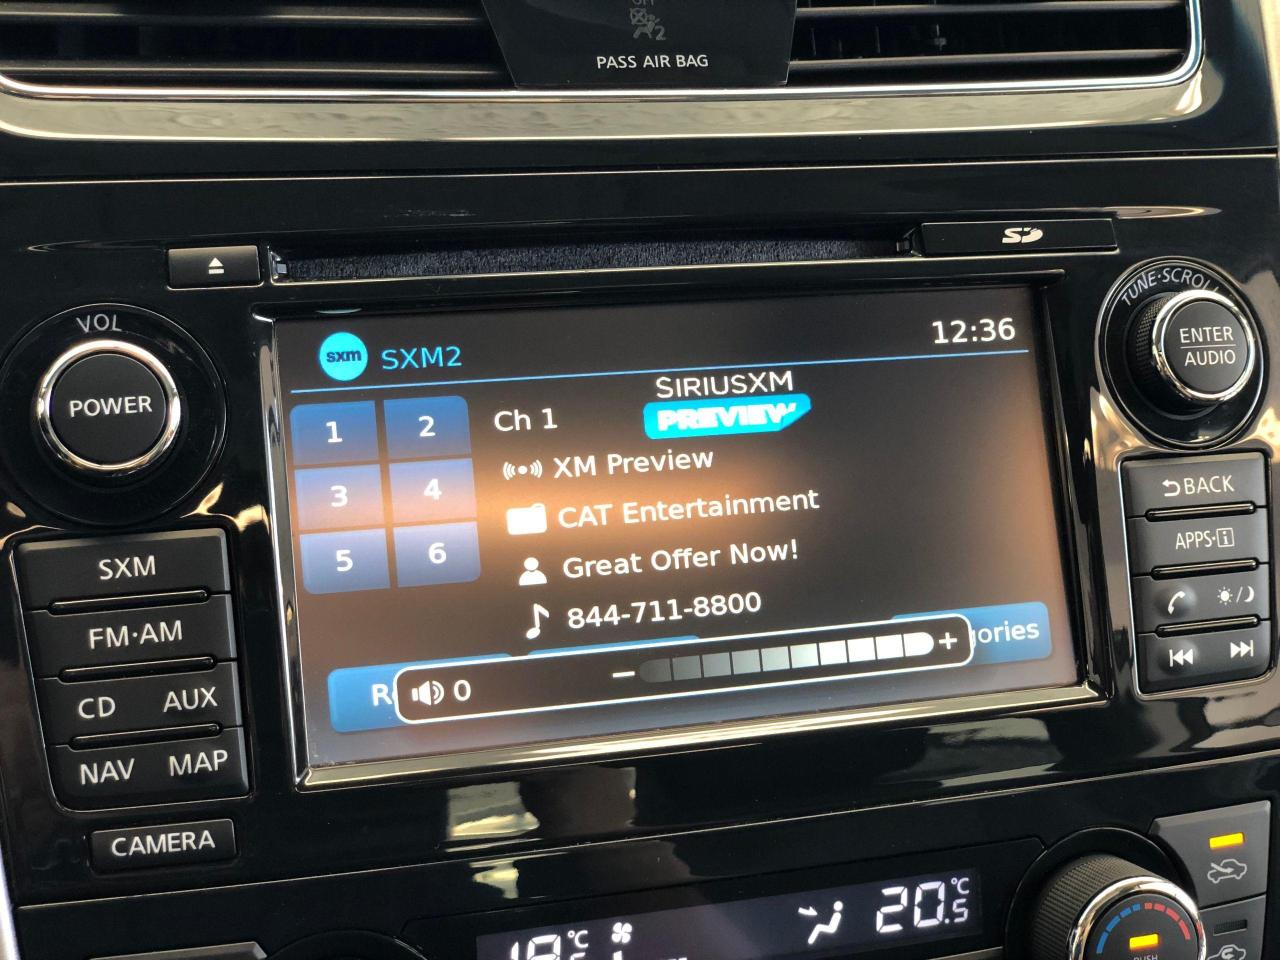 PASS AIR BAG
VOL
POWER
SXM
FM·AM
CD AUX
NAV MAP
CAMERA
sxm SXM2 12:36
1 2
3 4
5 6
Ch 1
SIRIUSXM
PREVIEW
XM Preview
CAT Entertainment
Great Offer Now!
844-711-8800
0 − +
SD
TUNE·SCROLL
ENTER
AUDIO
BACK
APPS·i
20.5 °C
°C
PUSH